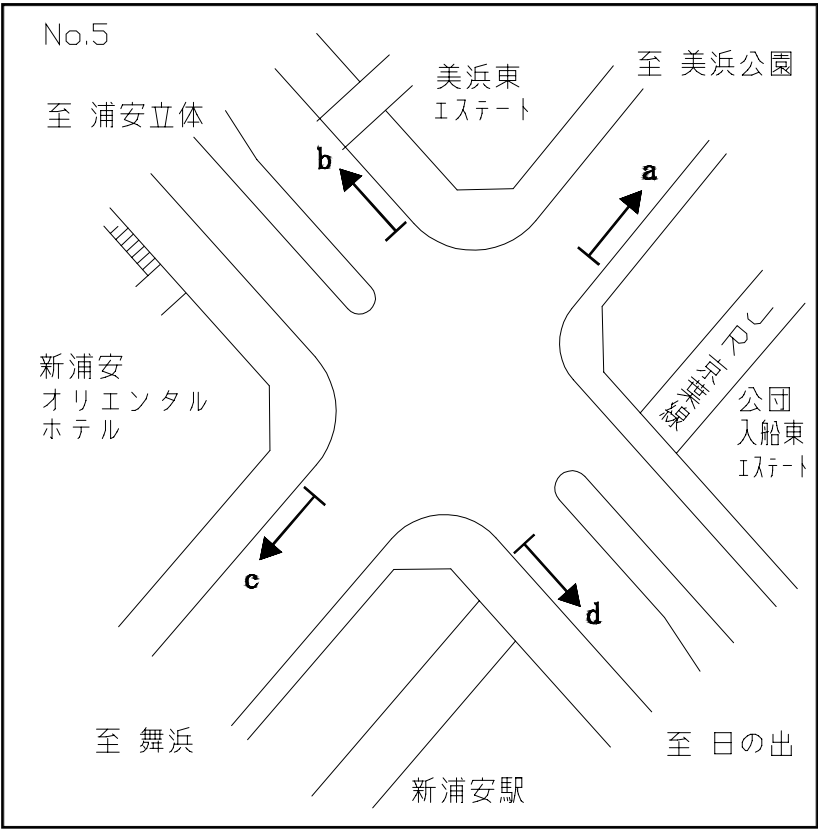 No.5
至 美浜公園
美浜東
エステート
至 浦安立体
b
a
新浦安
オリエンタル
ホテル
JR京葉線
公団
入船東
エステート
c
d
至 舞浜
至 日の出
新浦安駅